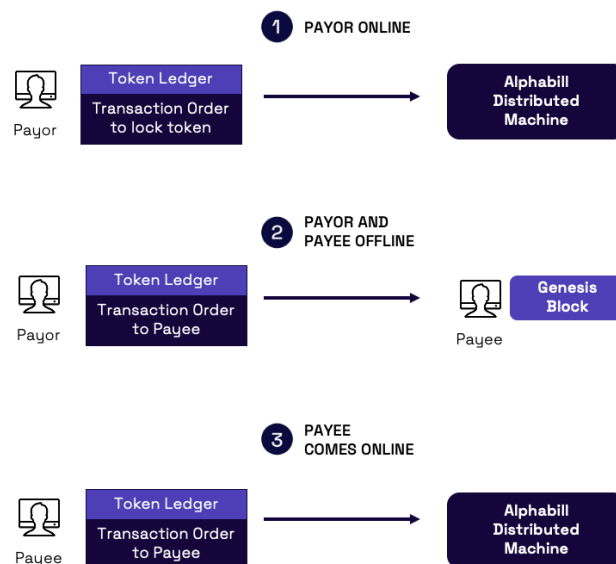 1 PAYOR ONLINE
Payor
Token Ledger
Transaction Order
to lock token
Alphabill
Distributed
Machine
2 PAYOR AND
PAYEE OFFLINE
Payor
Token Ledger
Transaction Order
to Payee
Payee
Genesis
Block
3 PAYEE
COMES ONLINE
Payee
Token Ledger
Transaction Order
to Payee
Alphabill
Distributed
Machine